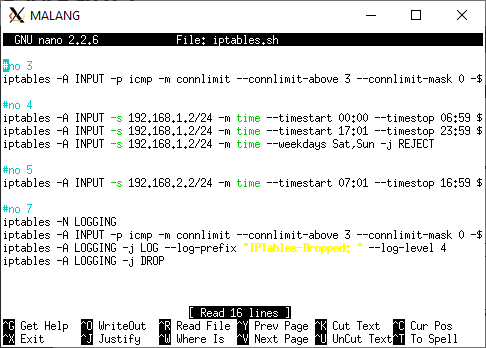 MALANG
GNU nano 2.2.6 File: iptables.sh
#no 3
iptables -A INPUT -p icmp -m connlimit --connlimit-above 3 --connlimit-mask 0 -$
#no 4
iptables -A INPUT -s 192.168.1.2/24 -m time --timestart 00:00 --timestop 06:59 $
iptables -A INPUT -s 192.168.1.2/24 -m time --timestart 17:01 --timestop 23:59 $
iptables -A INPUT -s 192.168.1.2/24 -m time --weekdays Sat,Sun -j REJECT
#no 5
iptables -A INPUT -s 192.168.2.2/24 -m time --timestart 07:01 --timestop 16:59 $
#no 7
iptables -N LOGGING
iptables -A INPUT -p icmp -m connlimit --connlimit-above 3 --connlimit-mask 0 -$
iptables -A LOGGING -j LOG --log-prefix "IPTables-Dropped: " --log-level 4
iptables -A LOGGING -j DROP
[ Read 16 lines ]
^G Get Help ^O WriteOut ^R Read File ^Y Prev Page ^K Cut Text ^C Cur Pos
^X Exit ^J Justify ^W Where Is ^V Next Page ^U UnCut Text ^T To Spell